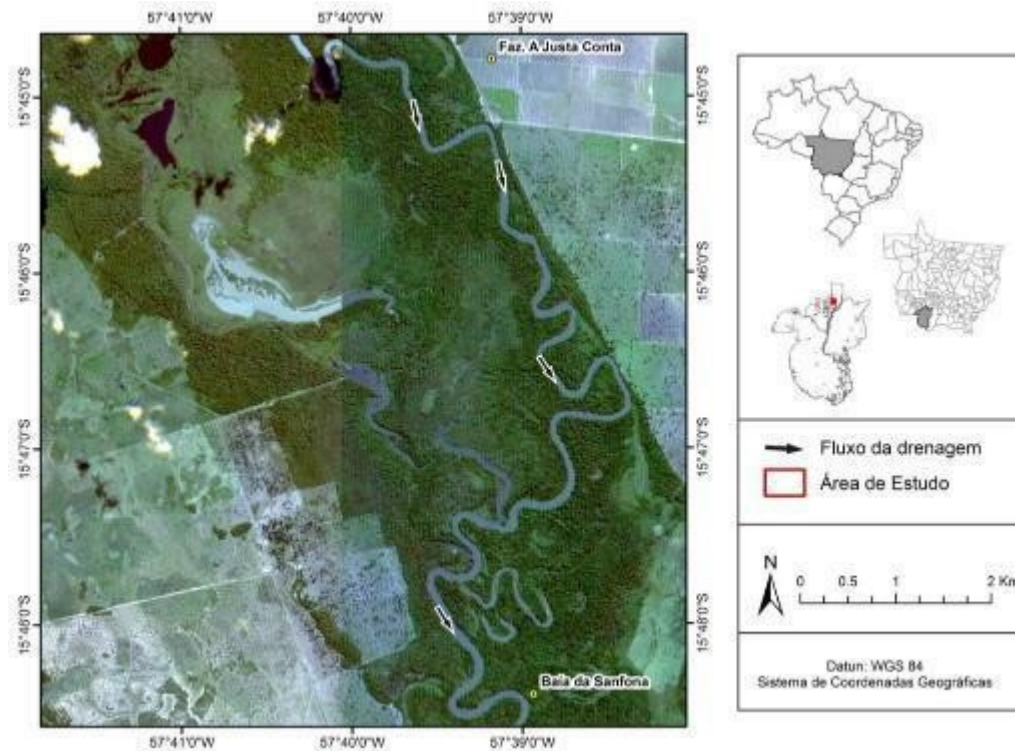 57°41'0"W
57°40'0"W
57°39'0"W
Faz. A Justa Conta
15°45'0"S
15°45'0"S
15°46'0"S
15°46'0"S
15°47'0"S
15°47'0"S
15°48'0"S
15°48'0"S
Baía da Sanfona
57°41'0"W
57°40'0"W
57°39'0"W
Fluxo da drenagem
Área de Estudo
N
0 0.5 1 2 Km
Datun: WGS 84
Sistema de Coordenadas Geográficas